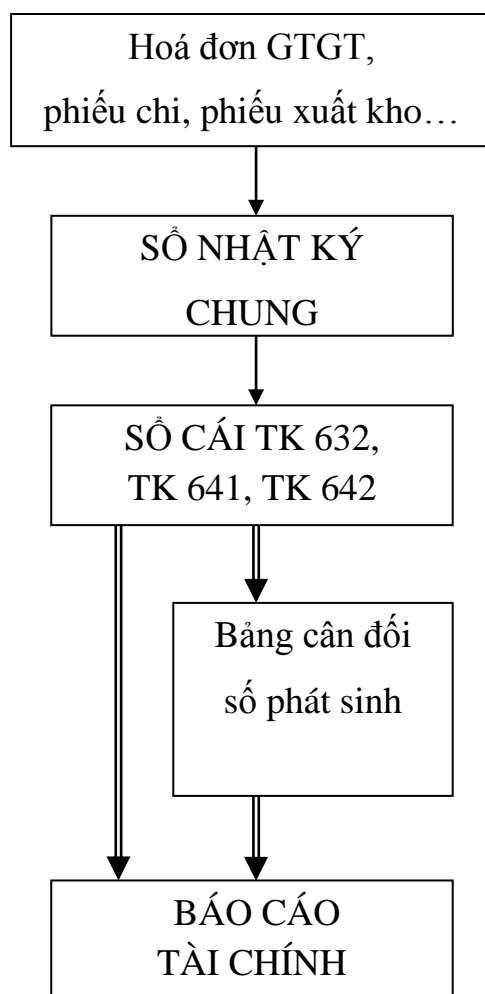 Hoá đơn GTGT,
phiếu chi, phiếu xuất kho…
SỔ NHẬT KÝ
CHUNG
SỔ CÁI TK 632,
TK 641, TK 642
Bảng cân đối
số phát sinh
BÁO CÁO
TÀI CHÍNH